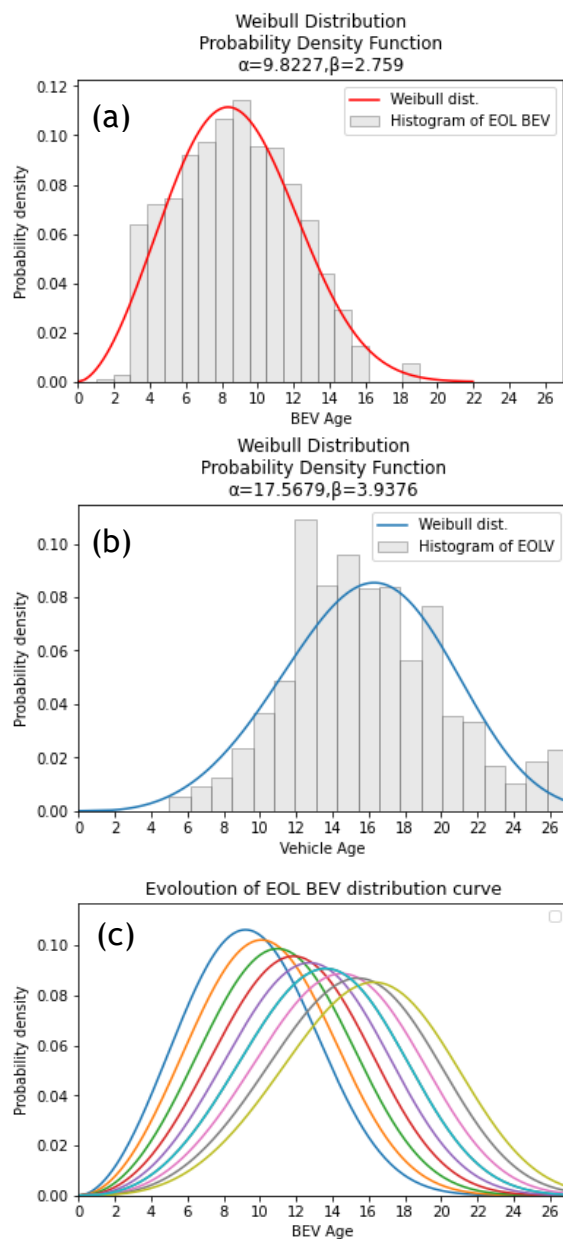 Weibull Distribution
Probability Density Function
α=9.8227,β=2.759
(a)
Weibull dist.
Histogram of EOL BEV
Probability density
0.12
0.10
0.08
0.06
0.04
0.02
0.00
0 2 4 6 8 10 12 14 16 18 20 22 24 26
BEV Age
Weibull Distribution
Probability Density Function
α=17.5679,β=3.9376
(b)
Weibull dist.
Histogram of EOLV
Probability density
0.10
0.08
0.06
0.04
0.02
0.00
0 2 4 6 8 10 12 14 16 18 20 22 24 26
Vehicle Age
Evoloution of EOL BEV distribution curve
(c)
Probability density
0.10
0.08
0.06
0.04
0.02
0.00
0 2 4 6 8 10 12 14 16 18 20 22 24 26
BEV Age